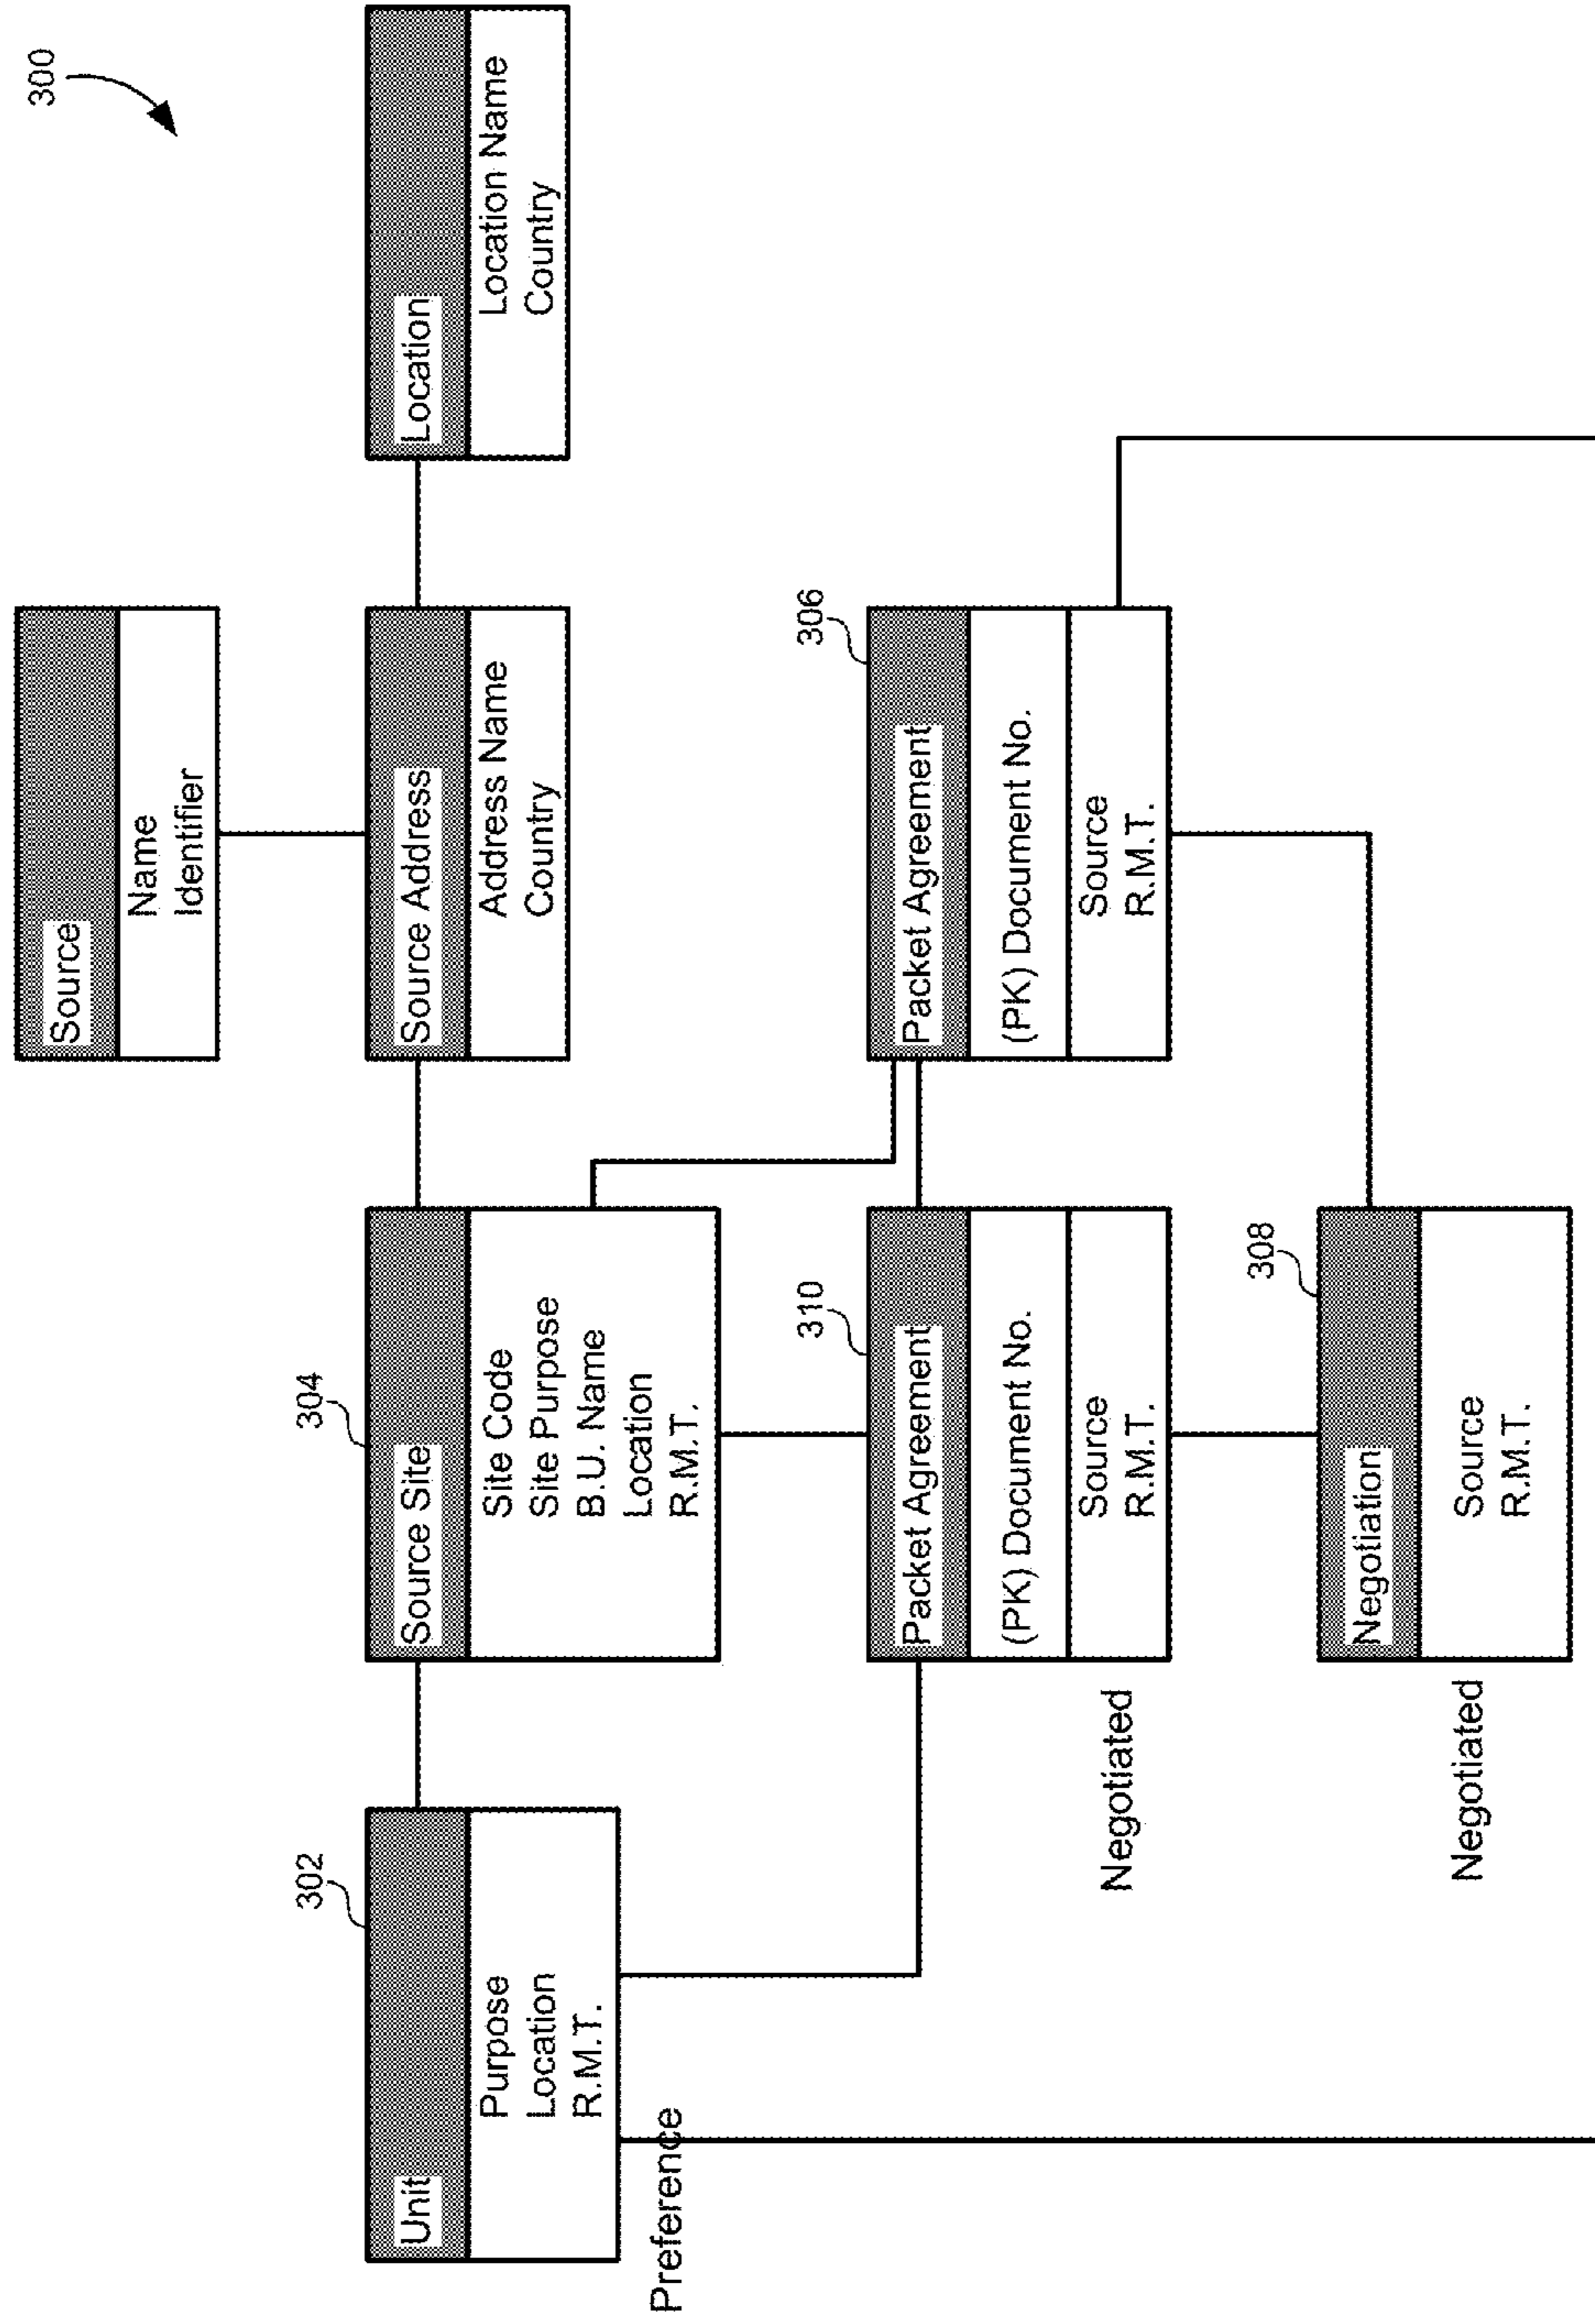 300
Source
Name
Identifier
302
Unit
Purpose
Location
R.M.T.
Preference
304
Source Site
Site Code
Site Purpose
B.U. Name
Location
R.M.T.
Source Address
Address Name
Country
Location
Location Name
Country
310
Packet Agreement
(PK) Document No.
Source
R.M.T.
Negotiated
306
Packet Agreement
(PK) Document No.
Source
R.M.T.
308
Negotiation
Source
R.M.T.
Negotiated